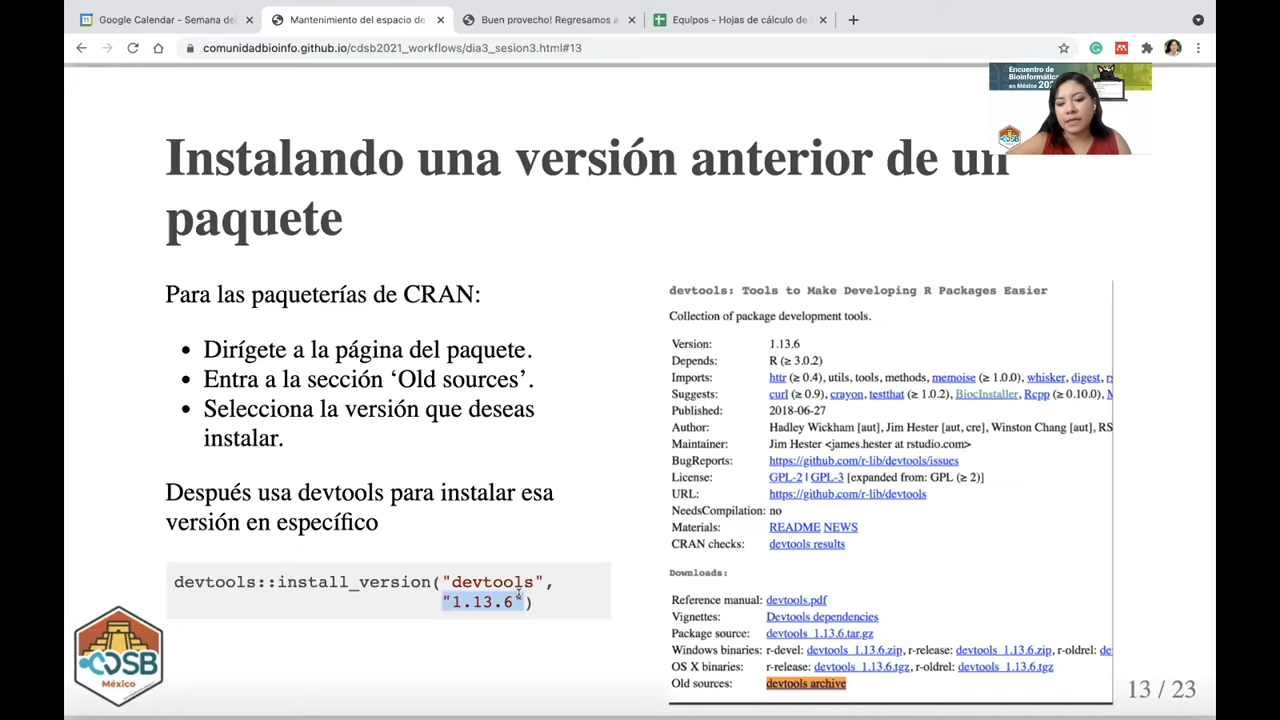 Google Calendar - Semana de
Mantenimiento del espacio de
Buen provecho! Regresamos a
Equipos - Hojas de cálculo de
comunidadbioinfo.github.io/cdsb2021_workflows/dia3_sesion3.html#13
Encuentro de
Bioinformátic
en México 20
CDSB
Instalando una versión anterior de un
paquete
Para las paqueterías de CRAN:
• Dirígete a la página del paquete.
• Entra a la sección ‘Old sources’.
• Selecciona la versión que deseas
instalar.
Después usa devtools para instalar esa
versión en específico
devtools::install_version("devtools",
"1.13.6")
CDSB
México
devtools: Tools to Make Developing R Packages Easier
Collection of package development tools.
Version: 1.13.6
Depends: R (≥ 3.0.2)
Imports: httr (≥ 0.4), utils, tools, methods, memoise (≥ 1.0.0), whisker, digest,
Suggests: curl (≥ 0.9), crayon, testthat (≥ 1.0.2), BiocInstaller, Rcpp (≥ 0.10.0),
Published: 2018-06-27
Author: Hadley Wickham [aut], Jim Hester [aut, cre], Winston Chang [aut], RS
Maintainer: Jim Hester <james.hester at rstudio.com>
BugReports: https://github.com/r-lib/devtools/issues
License: GPL-2 | GPL-3 [expanded from: GPL (≥ 2)]
URL: https://github.com/r-lib/devtools
NeedsCompilation: no
Materials: README NEWS
CRAN checks: devtools results
Downloads:
Reference manual: devtools.pdf
Vignettes: Devtools dependencies
Package source: devtools_1.13.6.tar.gz
Windows binaries: r-devel: devtools_1.13.6.zip, r-release: devtools_1.13.6.zip, r-oldrel: de
OS X binaries: r-release: devtools_1.13.6.tgz, r-oldrel: devtools_1.13.6.tgz
Old sources: devtools archive
13 / 23